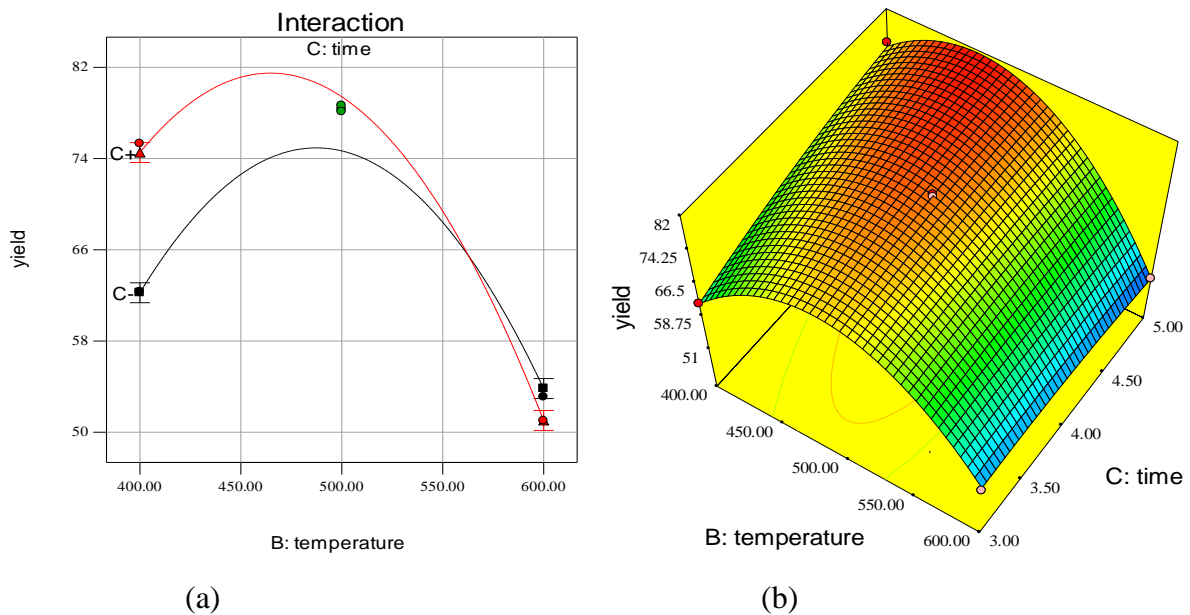 Interaction
C: time
82
74
66
58
50
yield
C+
C-
400.00 450.00 500.00 550.00 600.00
B: temperature
(a)
82
74.25
66.5
58.75
51
yield
400.00
450.00
500.00
550.00
600.00
B: temperature
3.00
3.50
4.00
4.50
5.00
C: time
(b)